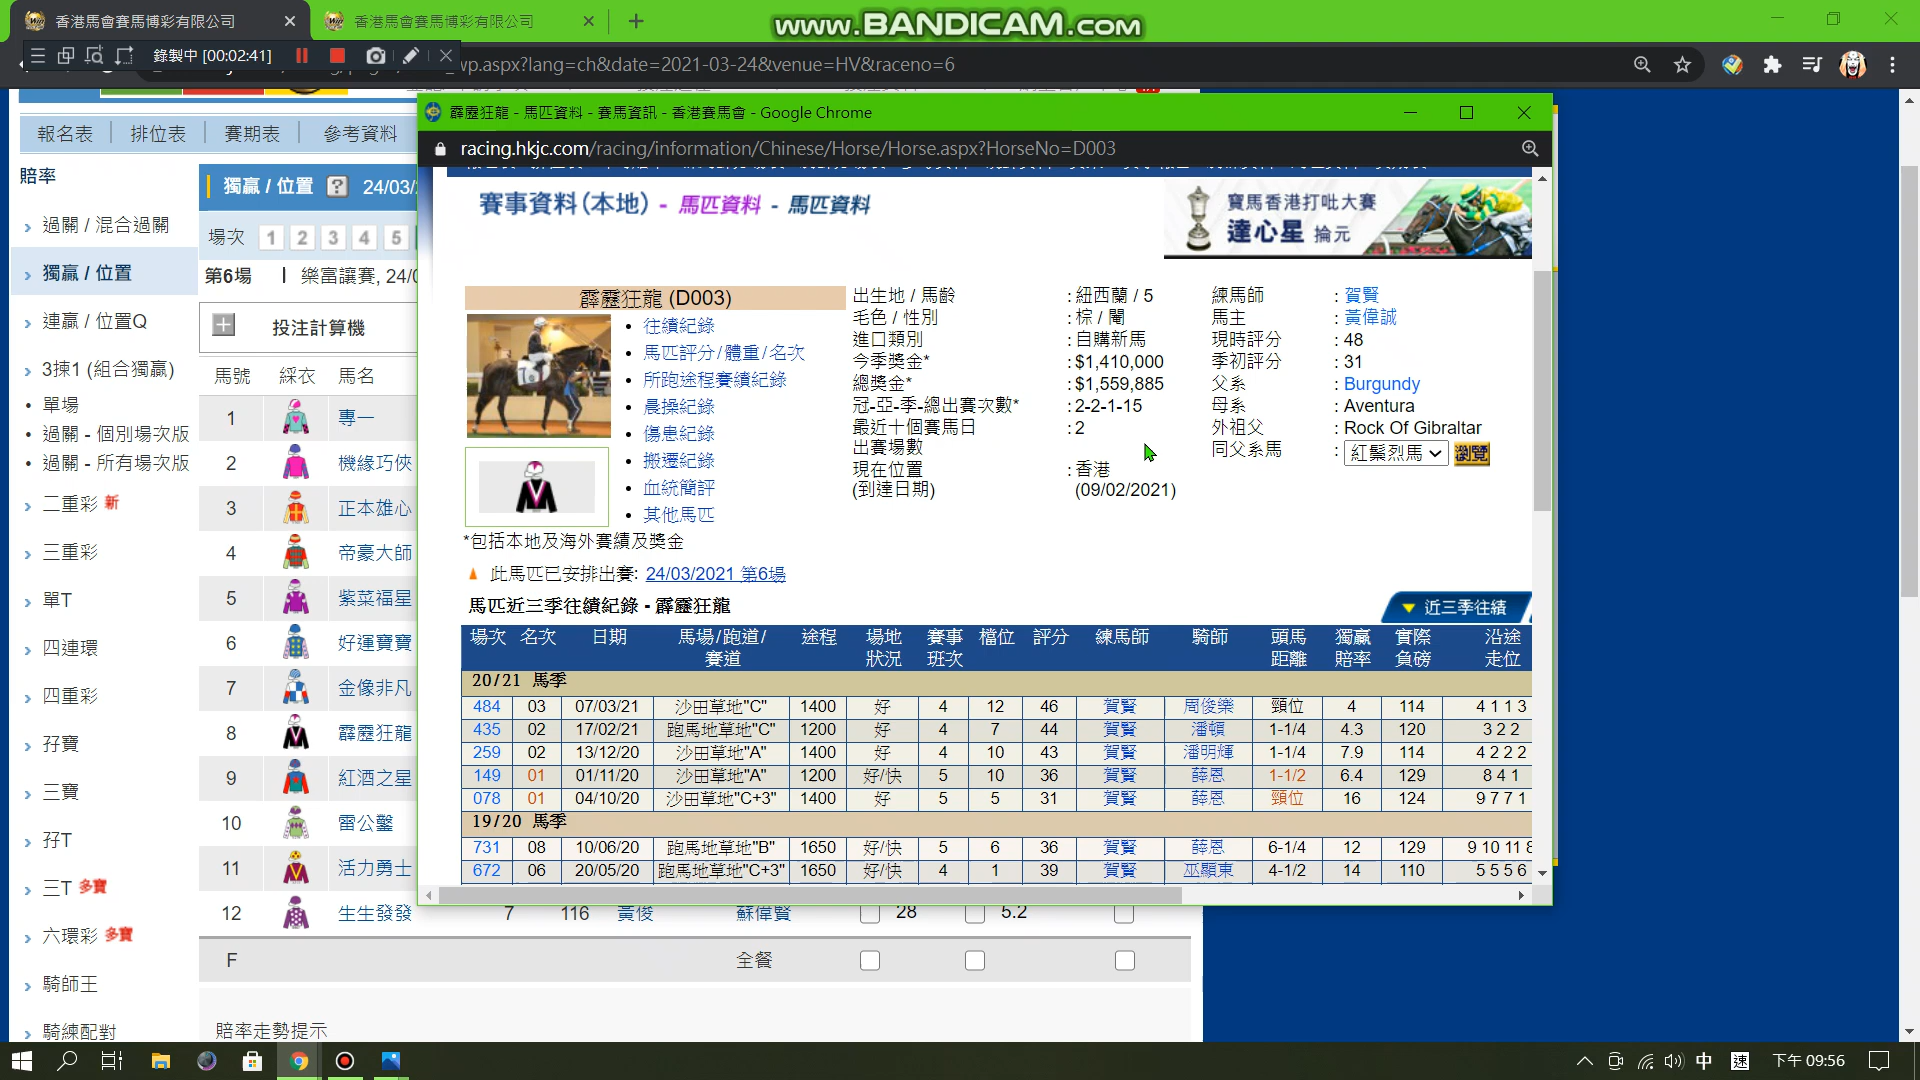 香港馬會賽馬博彩有限公司
香港馬會賽馬博彩有限公司
www.BANDICAM.com
錄製中 [00:02:41]
_wp.aspx?lang=ch&date=2021-03-24&venue=HV&raceno=6
報名表 排位表 賽期表 參考資料
賠率
過關 / 混合過關
獨贏 / 位置
連贏 / 位置Q
3揀1 (組合獨贏)
單場
過關 - 個別場次版
過關 - 所有場次版
二重彩 新
三重彩
單T
四連環
四重彩
孖寶
三寶
孖T
三T 多寶
六環彩 多寶
騎師王
騎練配對
獨贏 / 位置 ? 24/03/
場次 1 2 3 4 5
第6場 樂富讓賽, 24/0
投注計算機
馬號 綵衣 馬名
1 專一
2 機緣巧俠
3 正本雄心
4 帝豪大師
5 紫菜福星
6 好運寶寶
7 金像非凡
8 霹靂狂龍
9 紅酒之星
10 雷公鑿
11 活力勇士
12 生生發發 7 116 黃俊 蘇偉賢 28 5.2
F 全餐
賠率走勢提示
霹靂狂龍 - 馬匹資料 - 賽馬資訊 - 香港賽馬會 - Google Chrome
racing.hkjc.com/racing/information/Chinese/Horse/Horse.aspx?HorseNo=D003
賽事資料(本地) - 馬匹資料 - 馬匹資料
寶馬香港打吡大賽
達心星 掄元
霹靂狂龍 (D003)
往績紀錄
馬匹評分/體重/名次
所跑途程賽績紀錄
晨操紀錄
傷患紀錄
搬遷紀錄
血統簡評
其他馬匹
出生地 / 馬齡 : 紐西蘭 / 5
毛色 / 性別 : 棕 / 閹
進口類別 : 自購新馬
今季獎金* : $1,410,000
總獎金* : $1,559,885
冠-亞-季-總出賽次數* : 2-2-1-15
最近十個賽馬日 : 2
出賽場數
現在位置 : 香港
(到達日期) (09/02/2021)
練馬師 : 賀賢
馬主 : 黃偉誠
現時評分 : 48
季初評分 : 31
父系 : Burgundy
母系 : Aventura
外祖父 : Rock Of Gibraltar
同父系馬 : 紅鬃烈馬 瀏覽
*包括本地及海外賽績及獎金
此馬匹已安排出賽: 24/03/2021 第6場
馬匹近三季往績紀錄 - 霹靂狂龍
近三季往績
場次 名次 日期 馬場/跑道/賽道 途程 場地狀況 賽事班次 檔位 評分 練馬師 騎師 頭馬距離 獨贏賠率 實際負磅 沿途走位
20/21 馬季
484 03 07/03/21 沙田草地"C" 1400 好 4 12 46 賀賢 周俊樂 頸位 4 114 4 1 1 3
435 02 17/02/21 跑馬地草地"C" 1200 好 4 7 44 賀賢 潘頓 1-1/4 4.3 120 3 2 2
259 02 13/12/20 沙田草地"A" 1400 好 4 10 43 賀賢 潘明輝 1-1/4 7.9 114 4 2 2 2
149 01 01/11/20 沙田草地"A" 1200 好/快 5 10 36 賀賢 薛恩 1-1/2 6.4 129 8 4 1
078 01 04/10/20 沙田草地"C+3" 1400 好 5 5 31 賀賢 薛恩 頸位 16 124 9 7 7 1
19/20 馬季
731 08 10/06/20 跑馬地草地"B" 1650 好/快 5 6 36 賀賢 薛恩 6-1/4 12 129 9 10 11 8
672 06 20/05/20 跑馬地草地"C+3" 1650 好/快 4 1 39 賀賢 巫顯東 4-1/2 14 110 5 5 5 6
中 速 下午 09:56